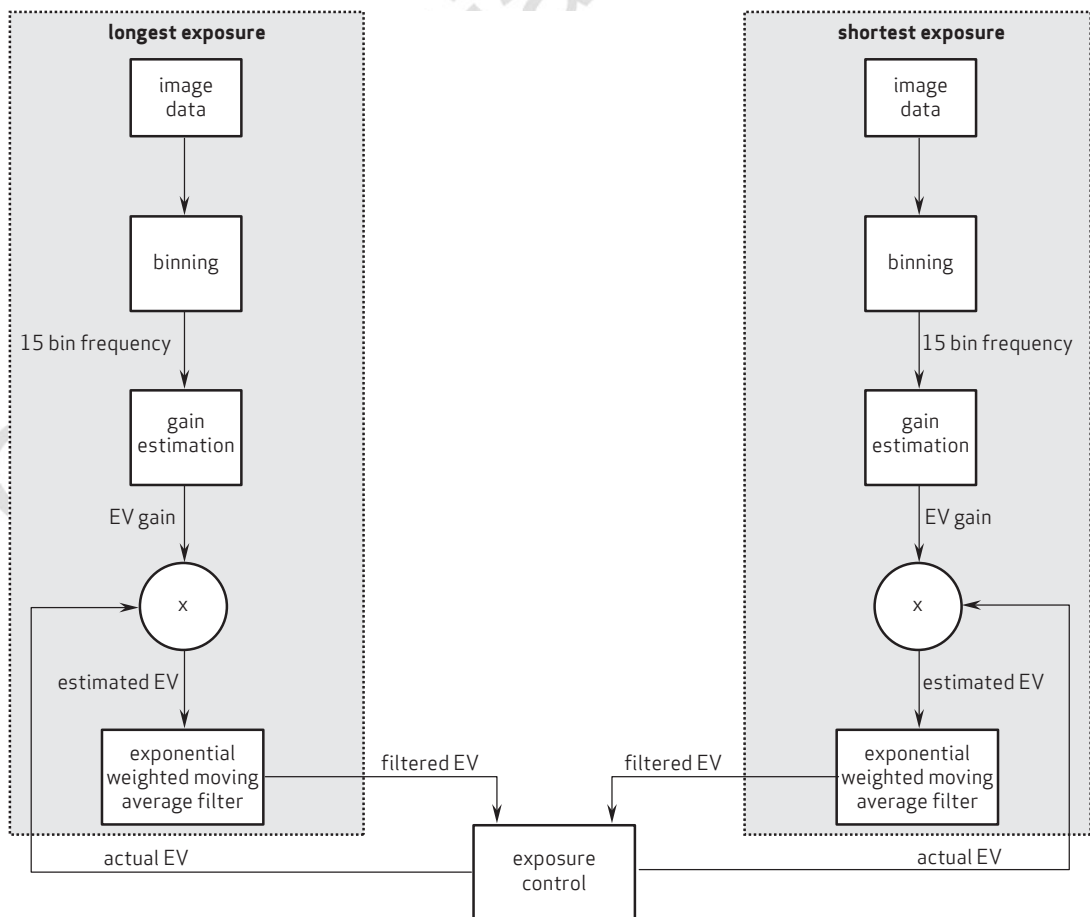 longest exposure
image
data
binning
15 bin frequency
gain
estimation
EV gain
x
estimated EV
exponential
weighted moving
average filter
filtered EV
actual EV
shortest exposure
image
data
binning
15 bin frequency
gain
estimation
EV gain
x
estimated EV
exponential
weighted moving
average filter
filtered EV
actual EV
exposure
control